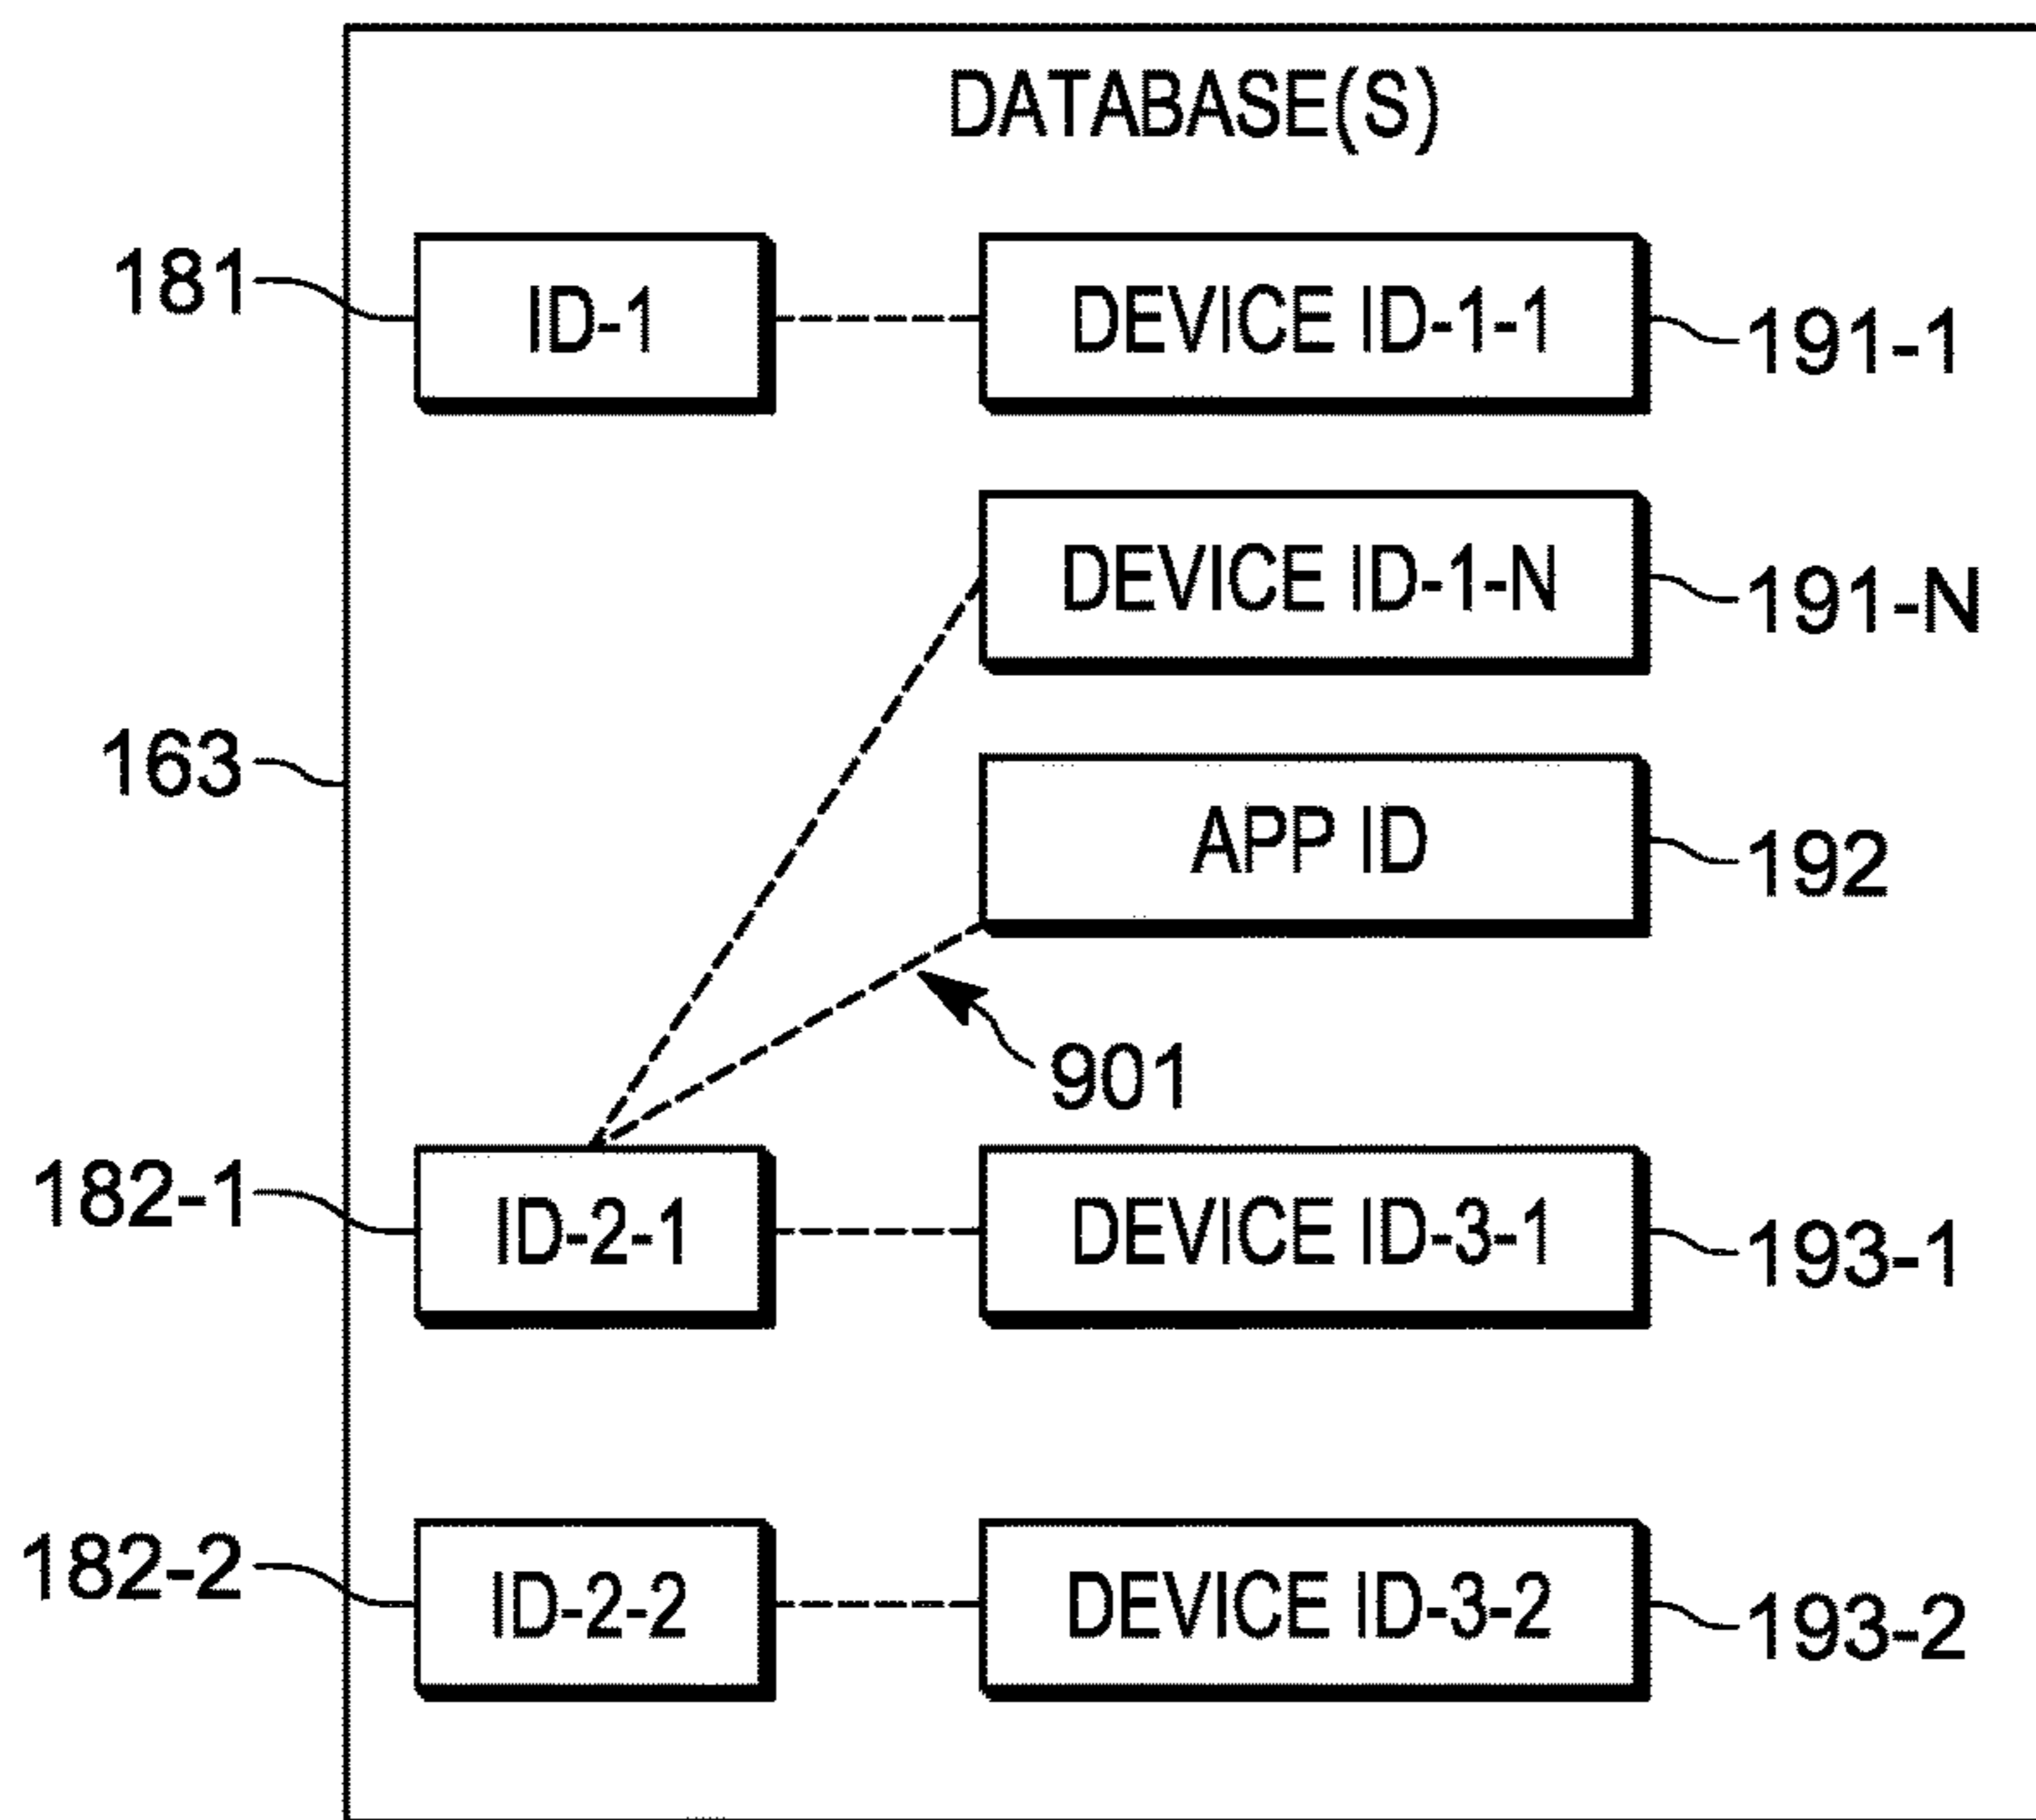 DATABASE(S)
181 ID-1 DEVICE ID-1-1 191-1
DEVICE ID-1-N 191-N
163 APP ID 192
901
182-1 ID-2-1 DEVICE ID-3-1 193-1
182-2 ID-2-2 DEVICE ID-3-2 193-2